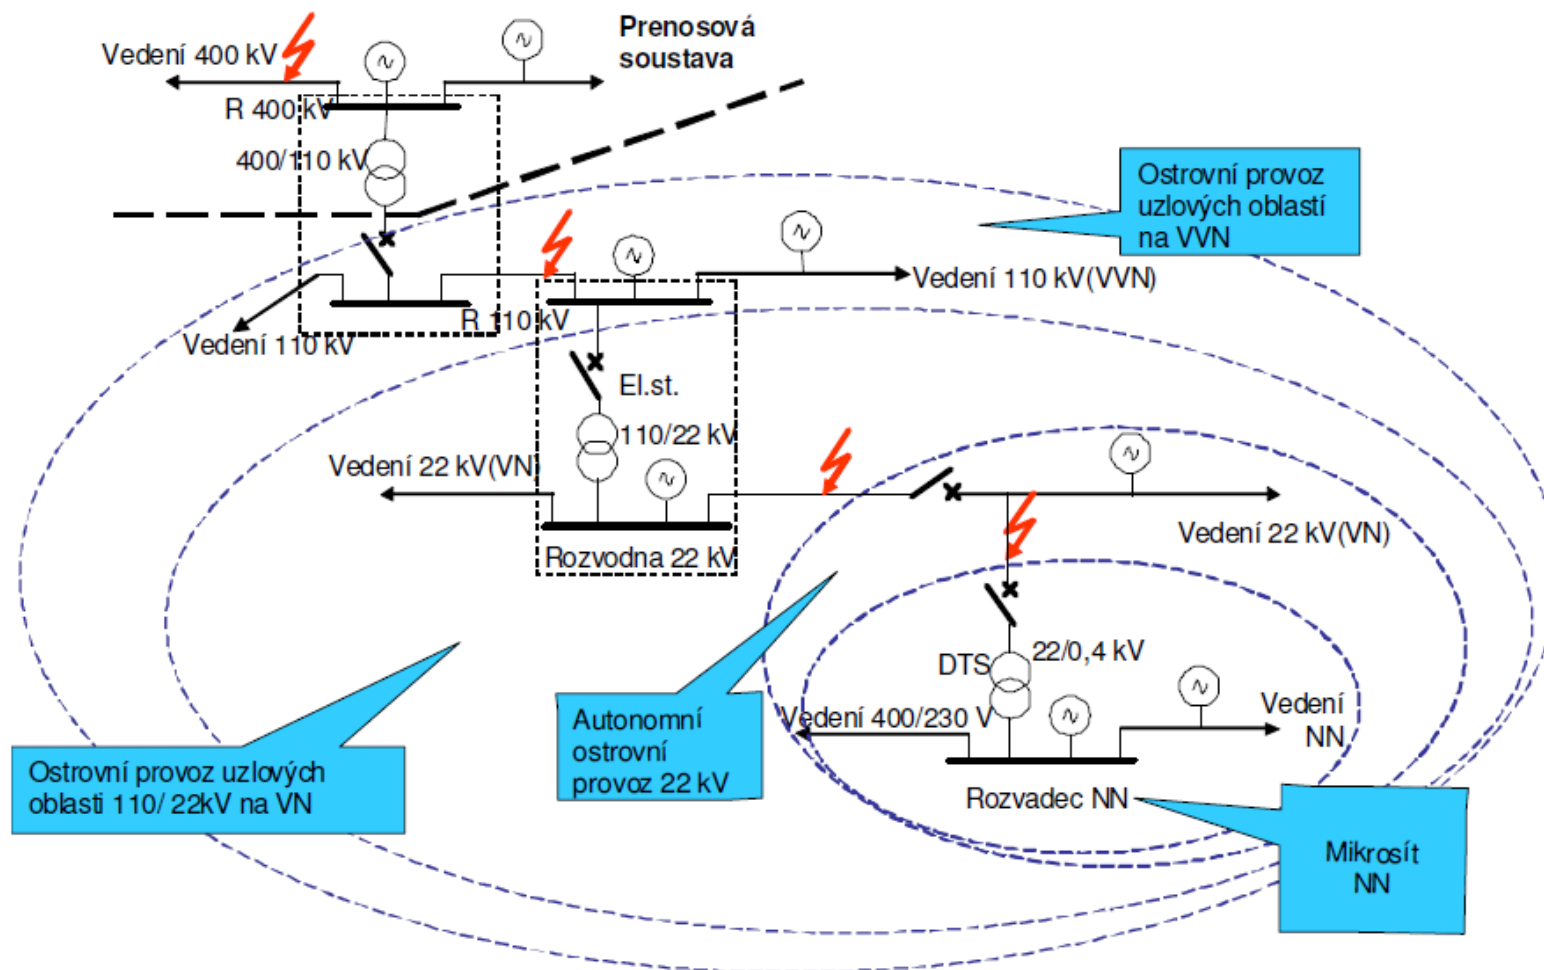 Prenosová
soustava
Vedení 400 kV
R 400 kV
400/110 kV
Ostrovní provoz
uzlových oblastí
na VVN
Vedení 110 kV(VVN)
R 110 kV
Vedení 110 kV
El.st.
110/22 kV
Vedení 22 kV(VN)
Vedení 22 kV(VN)
Rozvodna 22 kV
DTS
22/0,4 kV
Vedení 400/230 V
Vedení
NN
Autonomní
ostrovní
provoz 22 kV
Ostrovní provoz uzlových
oblasti 110/ 22kV na VN
Rozvadec NN
Mikrosít
NN